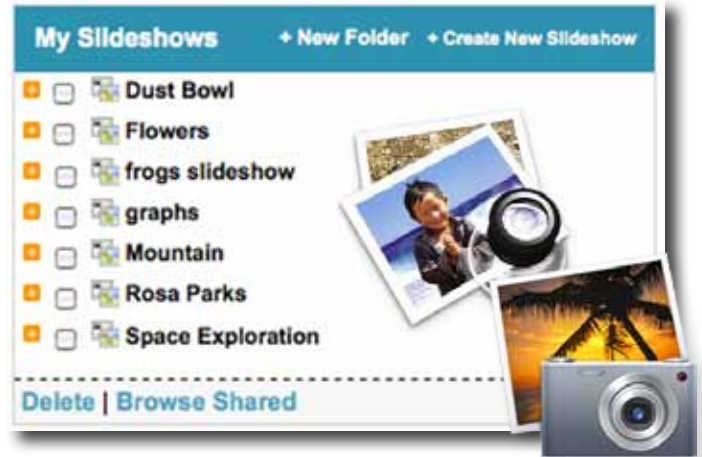 My Slideshows + New Folder + Create New Slideshow
Dust Bowl
Flowers
frogs slideshow
graphs
Mountain
Rosa Parks
Space Exploration
Delete | Browse Shared